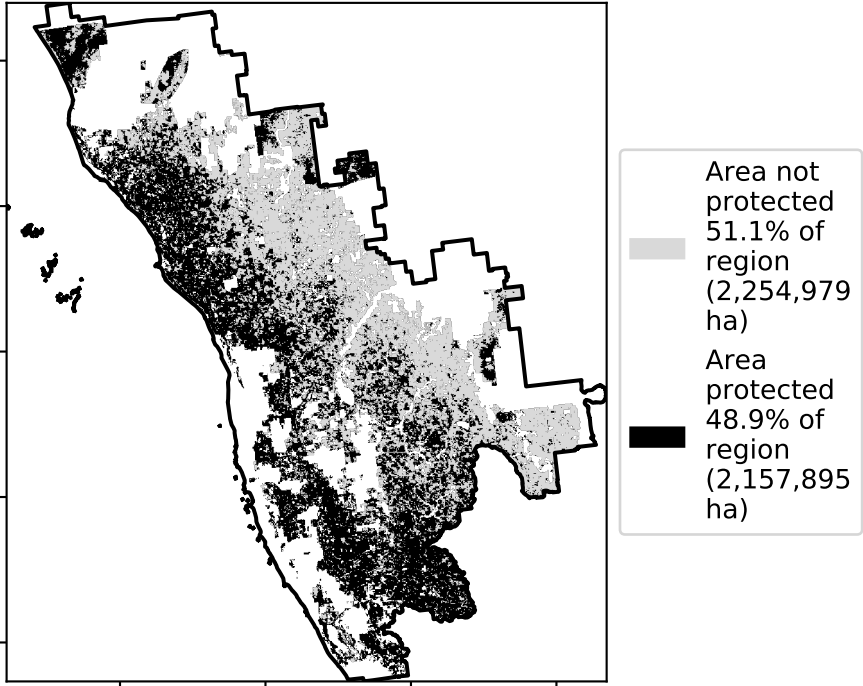 Area not
protected
51.1% of
region
(2,254,979
ha)
Area
protected
48.9% of
region
(2,157,895
ha)